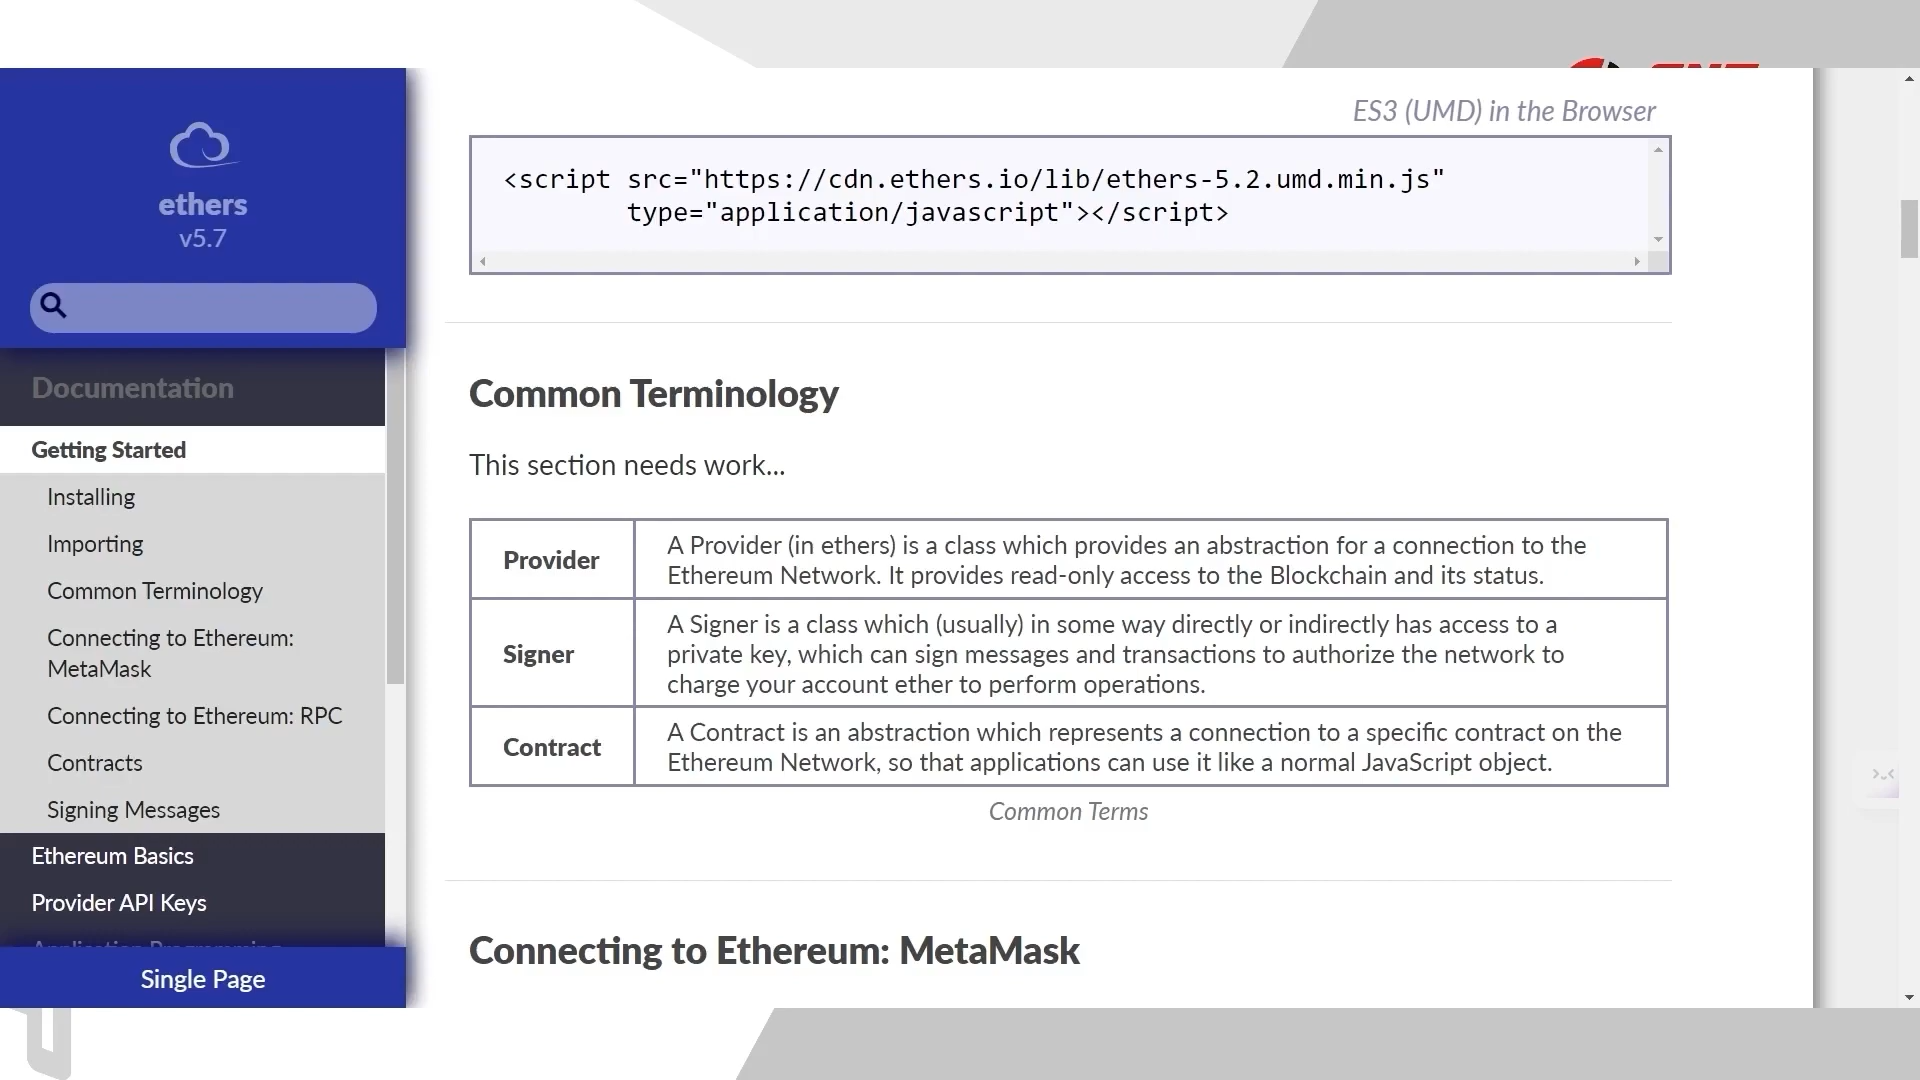 ethers
v5.7
Documentation
Getting Started
Installing
Importing
Common Terminology
Connecting to Ethereum:
MetaMask
Connecting to Ethereum: RPC
Contracts
Signing Messages
Ethereum Basics
Provider API Keys
Application Programming
Single Page
ES3 (UMD) in the Browser
<script src="https://cdn.ethers.io/lib/ethers-5.2.umd.min.js"
type="application/javascript"></script>
Common Terminology
This section needs work...
Provider
A Provider (in ethers) is a class which provides an abstraction for a connection to the
Ethereum Network. It provides read-only access to the Blockchain and its status.
Signer
A Signer is a class which (usually) in some way directly or indirectly has access to a
private key, which can sign messages and transactions to authorize the network to
charge your account ether to perform operations.
Contract
A Contract is an abstraction which represents a connection to a specific contract on the
Ethereum Network, so that applications can use it like a normal JavaScript object.
Common Terms
Connecting to Ethereum: MetaMask